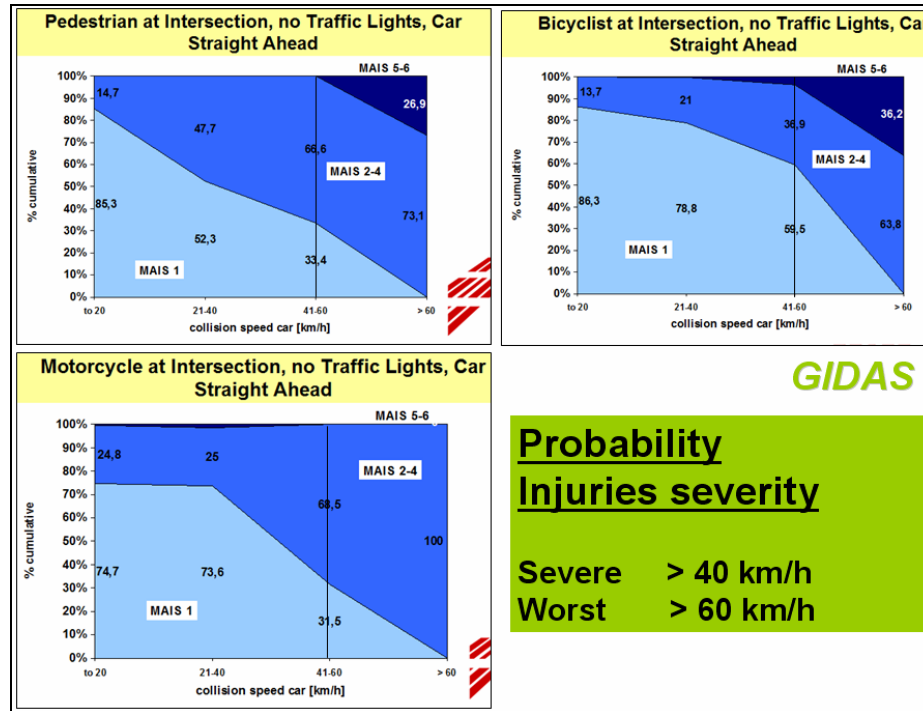 Pedestrian at Intersection, no Traffic Lights, Car
Straight Ahead
MAIS 5-6
100%
90%
80%
70%
60%
50%
40%
30%
20%
10%
0%
% cumulative
14,7
47,7
66,6
26,9
MAIS 2-4
85,3
52,3
33,4
73,1
MAIS 1
to 20
21-40
41-60
> 60
collision speed car [km/h]
Bicyclist at Intersection, no Traffic Lights, Ca
Straight Ahead
MAIS 5-6
100%
90%
80%
70%
60%
50%
40%
30%
20%
10%
0%
% cumulative
13,7
21
36,9
36,2
MAIS 2-4
86,3
78,8
59,5
63,8
MAIS 1
to 20
21-40
41-60
> 60
collision speed car [km/h]
Motorcycle at Intersection, no Traffic Lights, Car
Straight Ahead
MAIS 5-6
100%
90%
80%
70%
60%
50%
40%
30%
20%
10%
0%
% cumulative
24,8
25
68,5
100
MAIS 2-4
74,7
73,6
31,5
MAIS 1
to 20
21-40
41-60
> 60
collision speed car [km/h]
GIDAS
Probability
Injuries severity
Severe > 40 km/h
Worst > 60 km/h